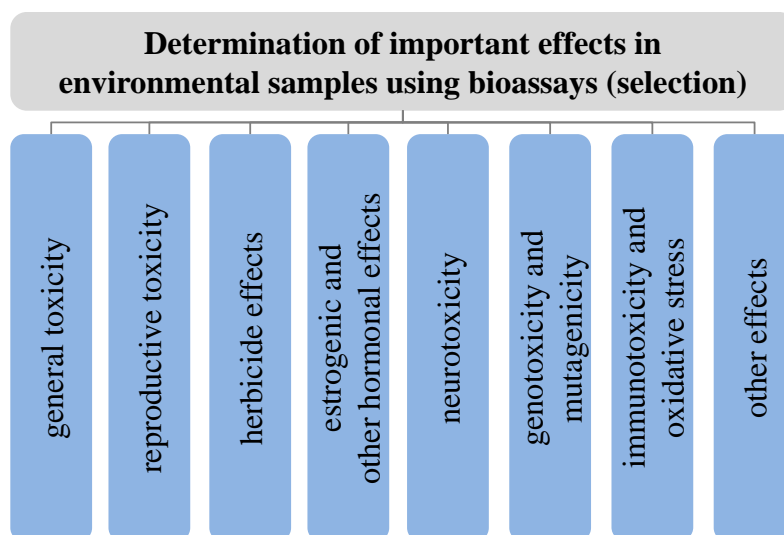 Determination of important effects in
environmental samples using bioassays (selection)
general toxicity
reproductive toxicity
herbicide effects
estrogenic and
other hormonal effects
neurotoxicity
genotoxicity and
mutagenicity
immunotoxicity and
oxidative stress
other effects